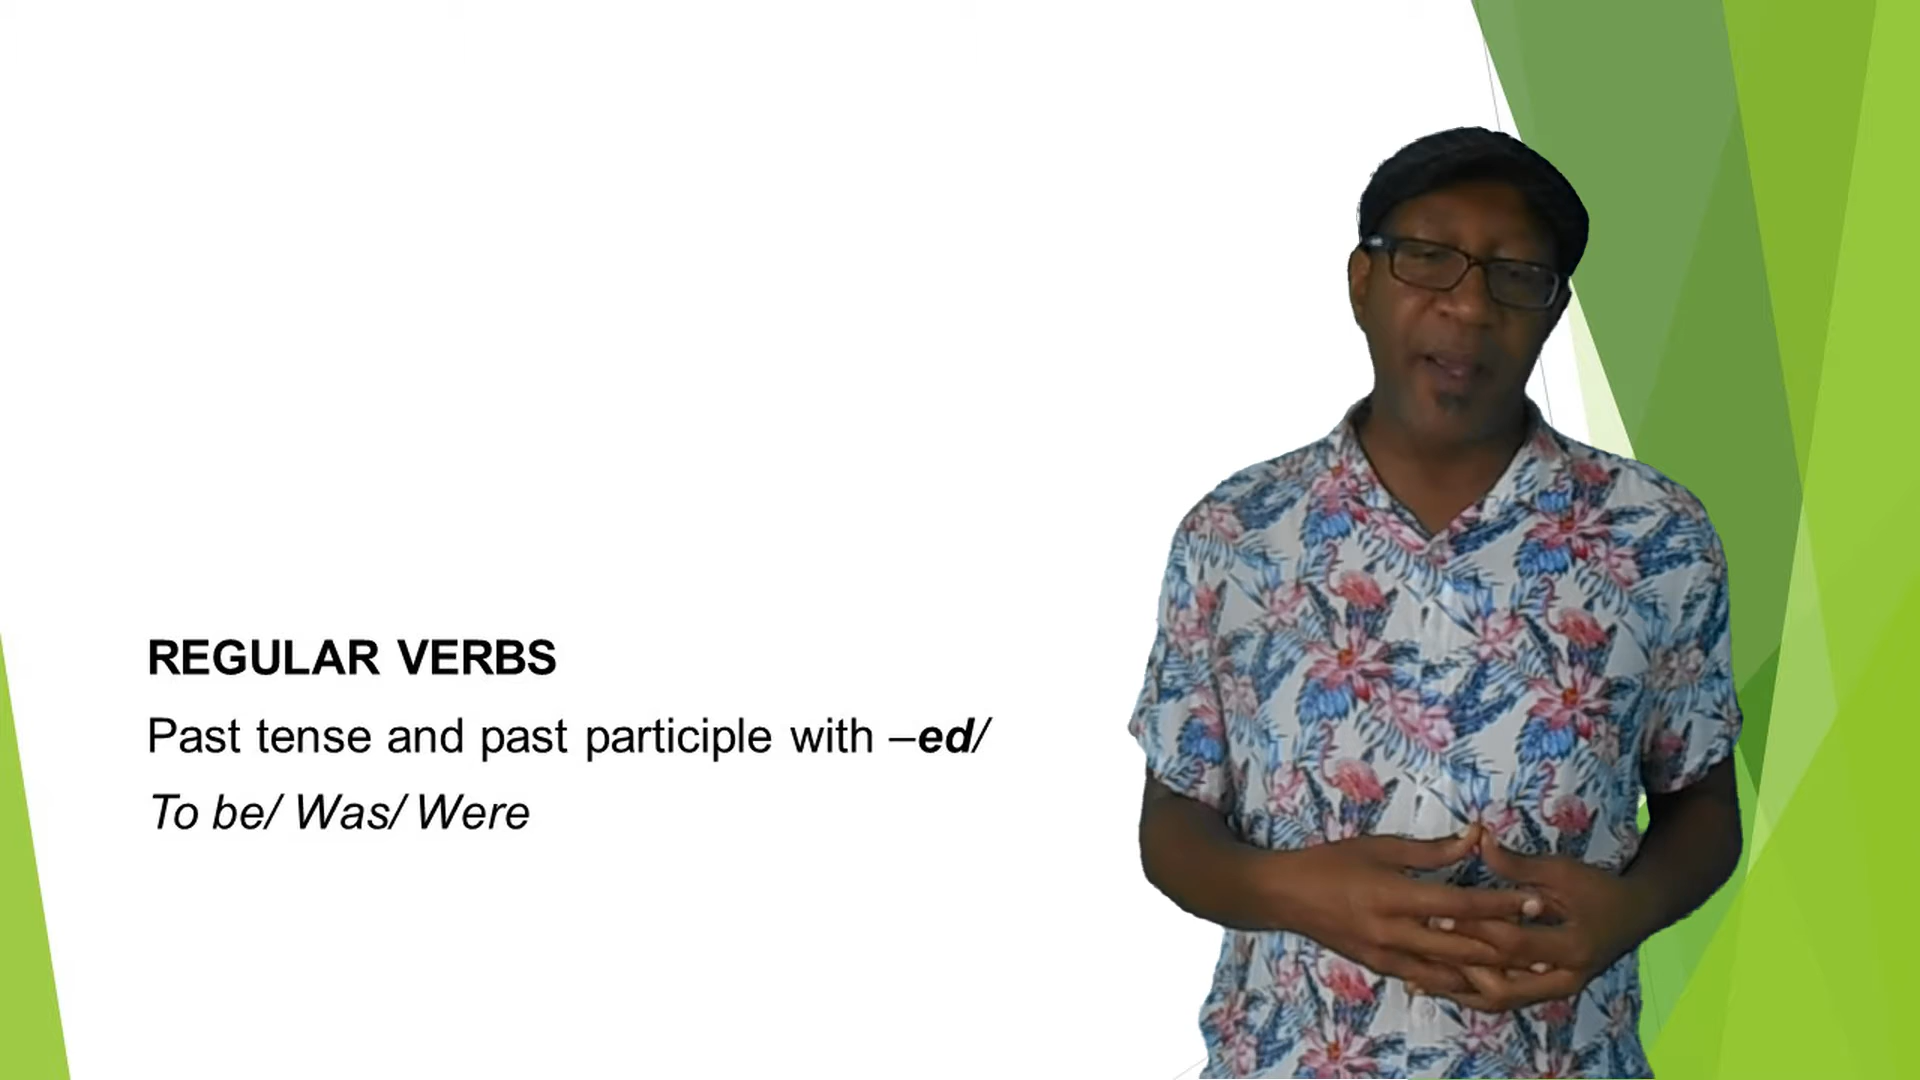 REGULAR VERBS
Past tense and past participle with –ed/
To be/ Was/ Were